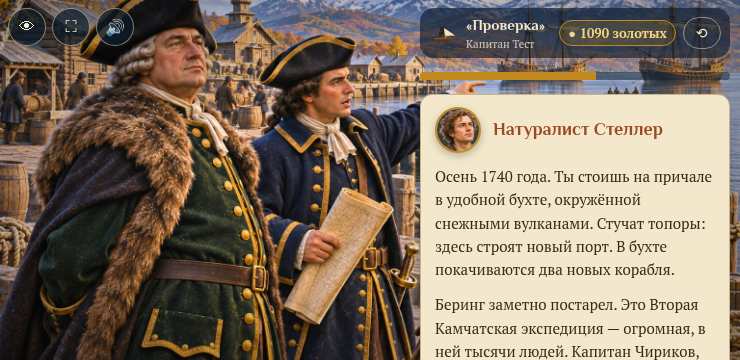 «Проверка»
Капитан Тест
● 1090 золотых
Натуралист Стеллер
Осень 1740 года. Ты стоишь на причале
в удобной бухте, окружённой
снежными вулканами. Стучат топоры:
здесь строят новый порт. В бухте
покачиваются два новых корабля.
Беринг заметно постарел. Это Вторая
Камчатская экспедиция — огромная, в
ней тысячи людей. Капитан Чириков,